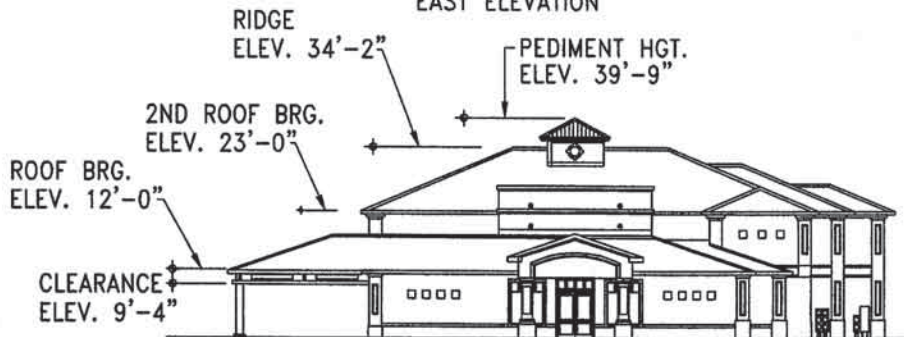 EAST ELEVATION
RIDGE
ELEV. 34'-2"
PEDIMENT HGT.
ELEV. 39'-9"
2ND ROOF BRG.
ELEV. 23'-0"
ROOF BRG.
ELEV. 12'-0"
CLEARANCE
ELEV. 9'-4"